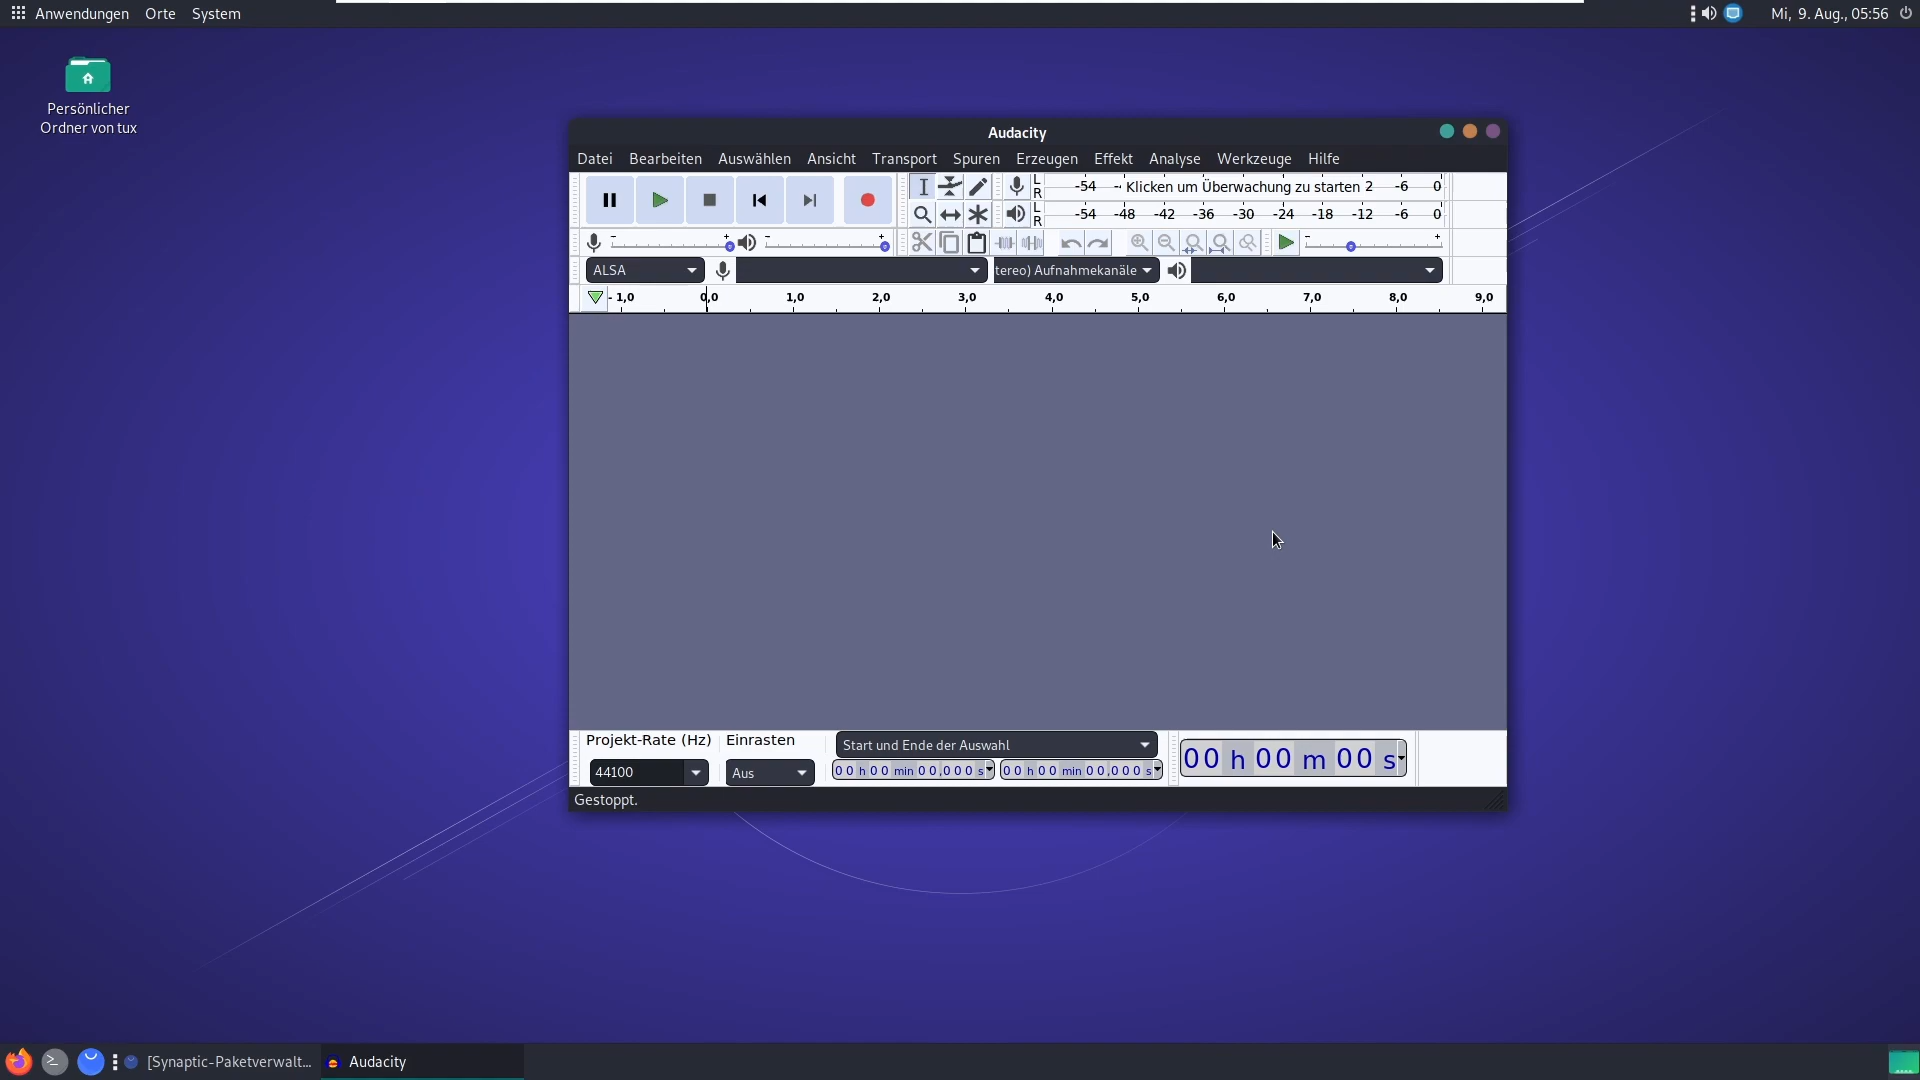 Anwendungen Orte System
Mi, 9. Aug., 05:56
Persönlicher
Ordner von tux
Audacity
Datei Bearbeiten Auswählen Ansicht Transport Spuren Erzeugen Effekt Analyse Werkzeuge Hilfe
L
R
-54 - Klicken um Überwachung zu starten 2 -6 0
L
R
-54 -48 -42 -36 -30 -24 -18 -12 -6 0
- + - + - +
ALSA
tereo) Aufnahmekanäle
- 1,0 0,0 1,0 2,0 3,0 4,0 5,0 6,0 7,0 8,0 9,0
Projekt-Rate (Hz) Einrasten
Start und Ende der Auswahl
44100 Aus
00 h 00 min 00,000 s 00 h 00 min 00,000 s
00 h 00 m 00 s
Gestoppt.
[Synaptic-Paketverwalt... Audacity